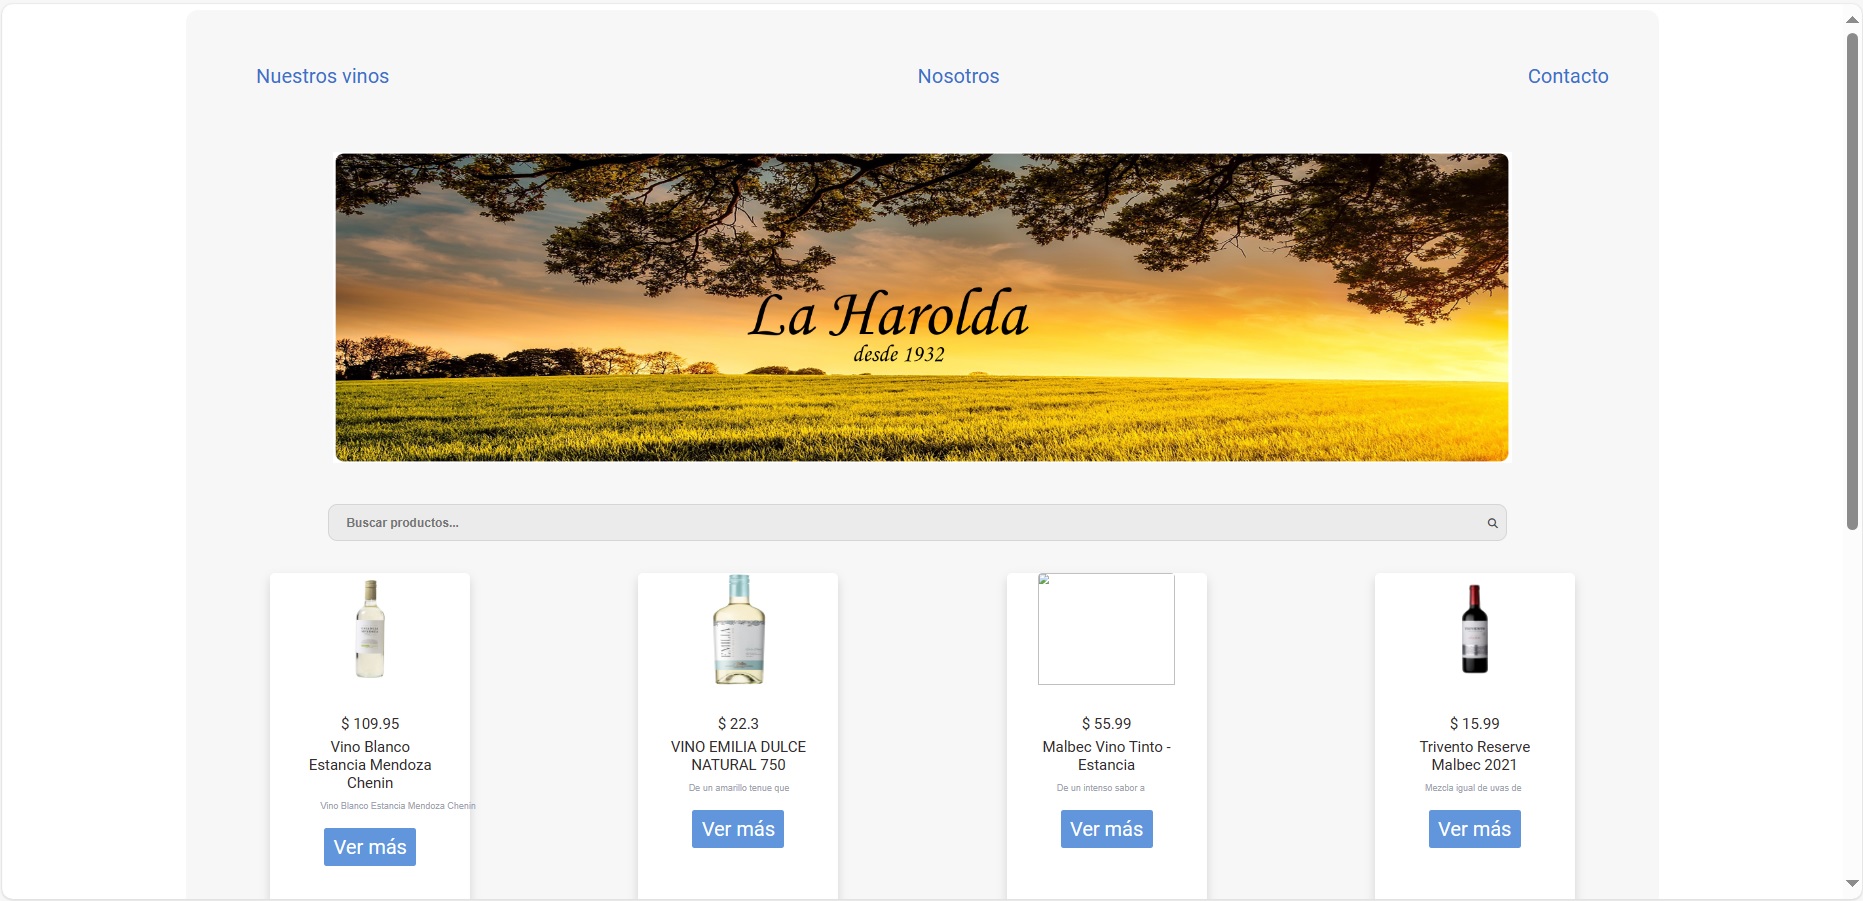 Nuestros vinos
Nosotros
Contacto
La Harolda
desde 1932
Buscar productos...
EMILIA
$ 109.95
Vino Blanco
Estancia Mendoza
Chenin
Vino Blanco Estancia Mendoza Chenin
Ver más
$ 22.3
VINO EMILIA DULCE
NATURAL 750
De un amarillo tenue que
Ver más
$ 55.99
Malbec Vino Tinto -
Estancia
De un intenso sabor a
Ver más
$ 15.99
Trivento Reserve
Malbec 2021
Mezcla igual de uvas de
Ver más